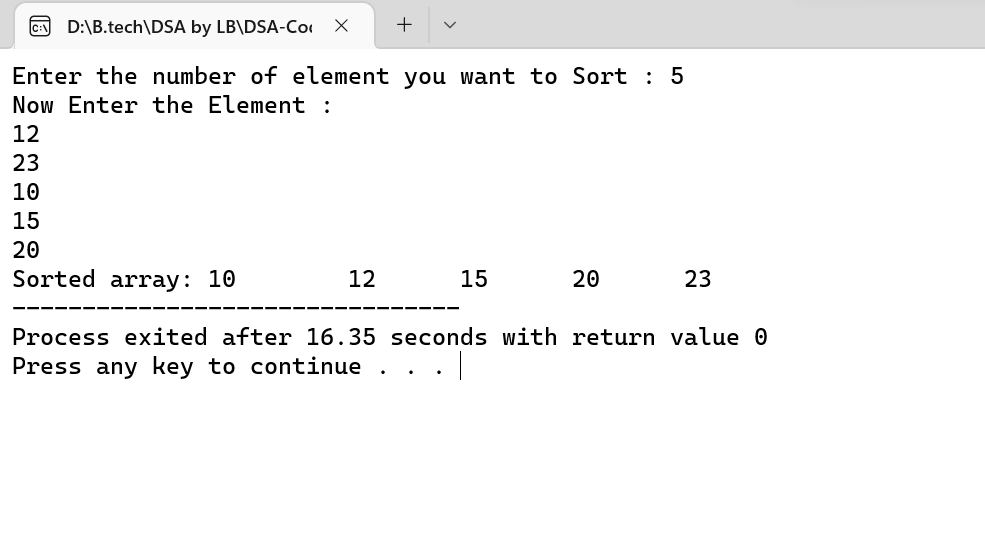 D:\B.tech\DSA by LB\DSA-Co
Enter the number of element you want to Sort : 5
Now Enter the Element :
12
23
10
15
20
Sorted array: 10        12      15      20      23
--------------------------------
Process exited after 16.35 seconds with return value 0
Press any key to continue . . .